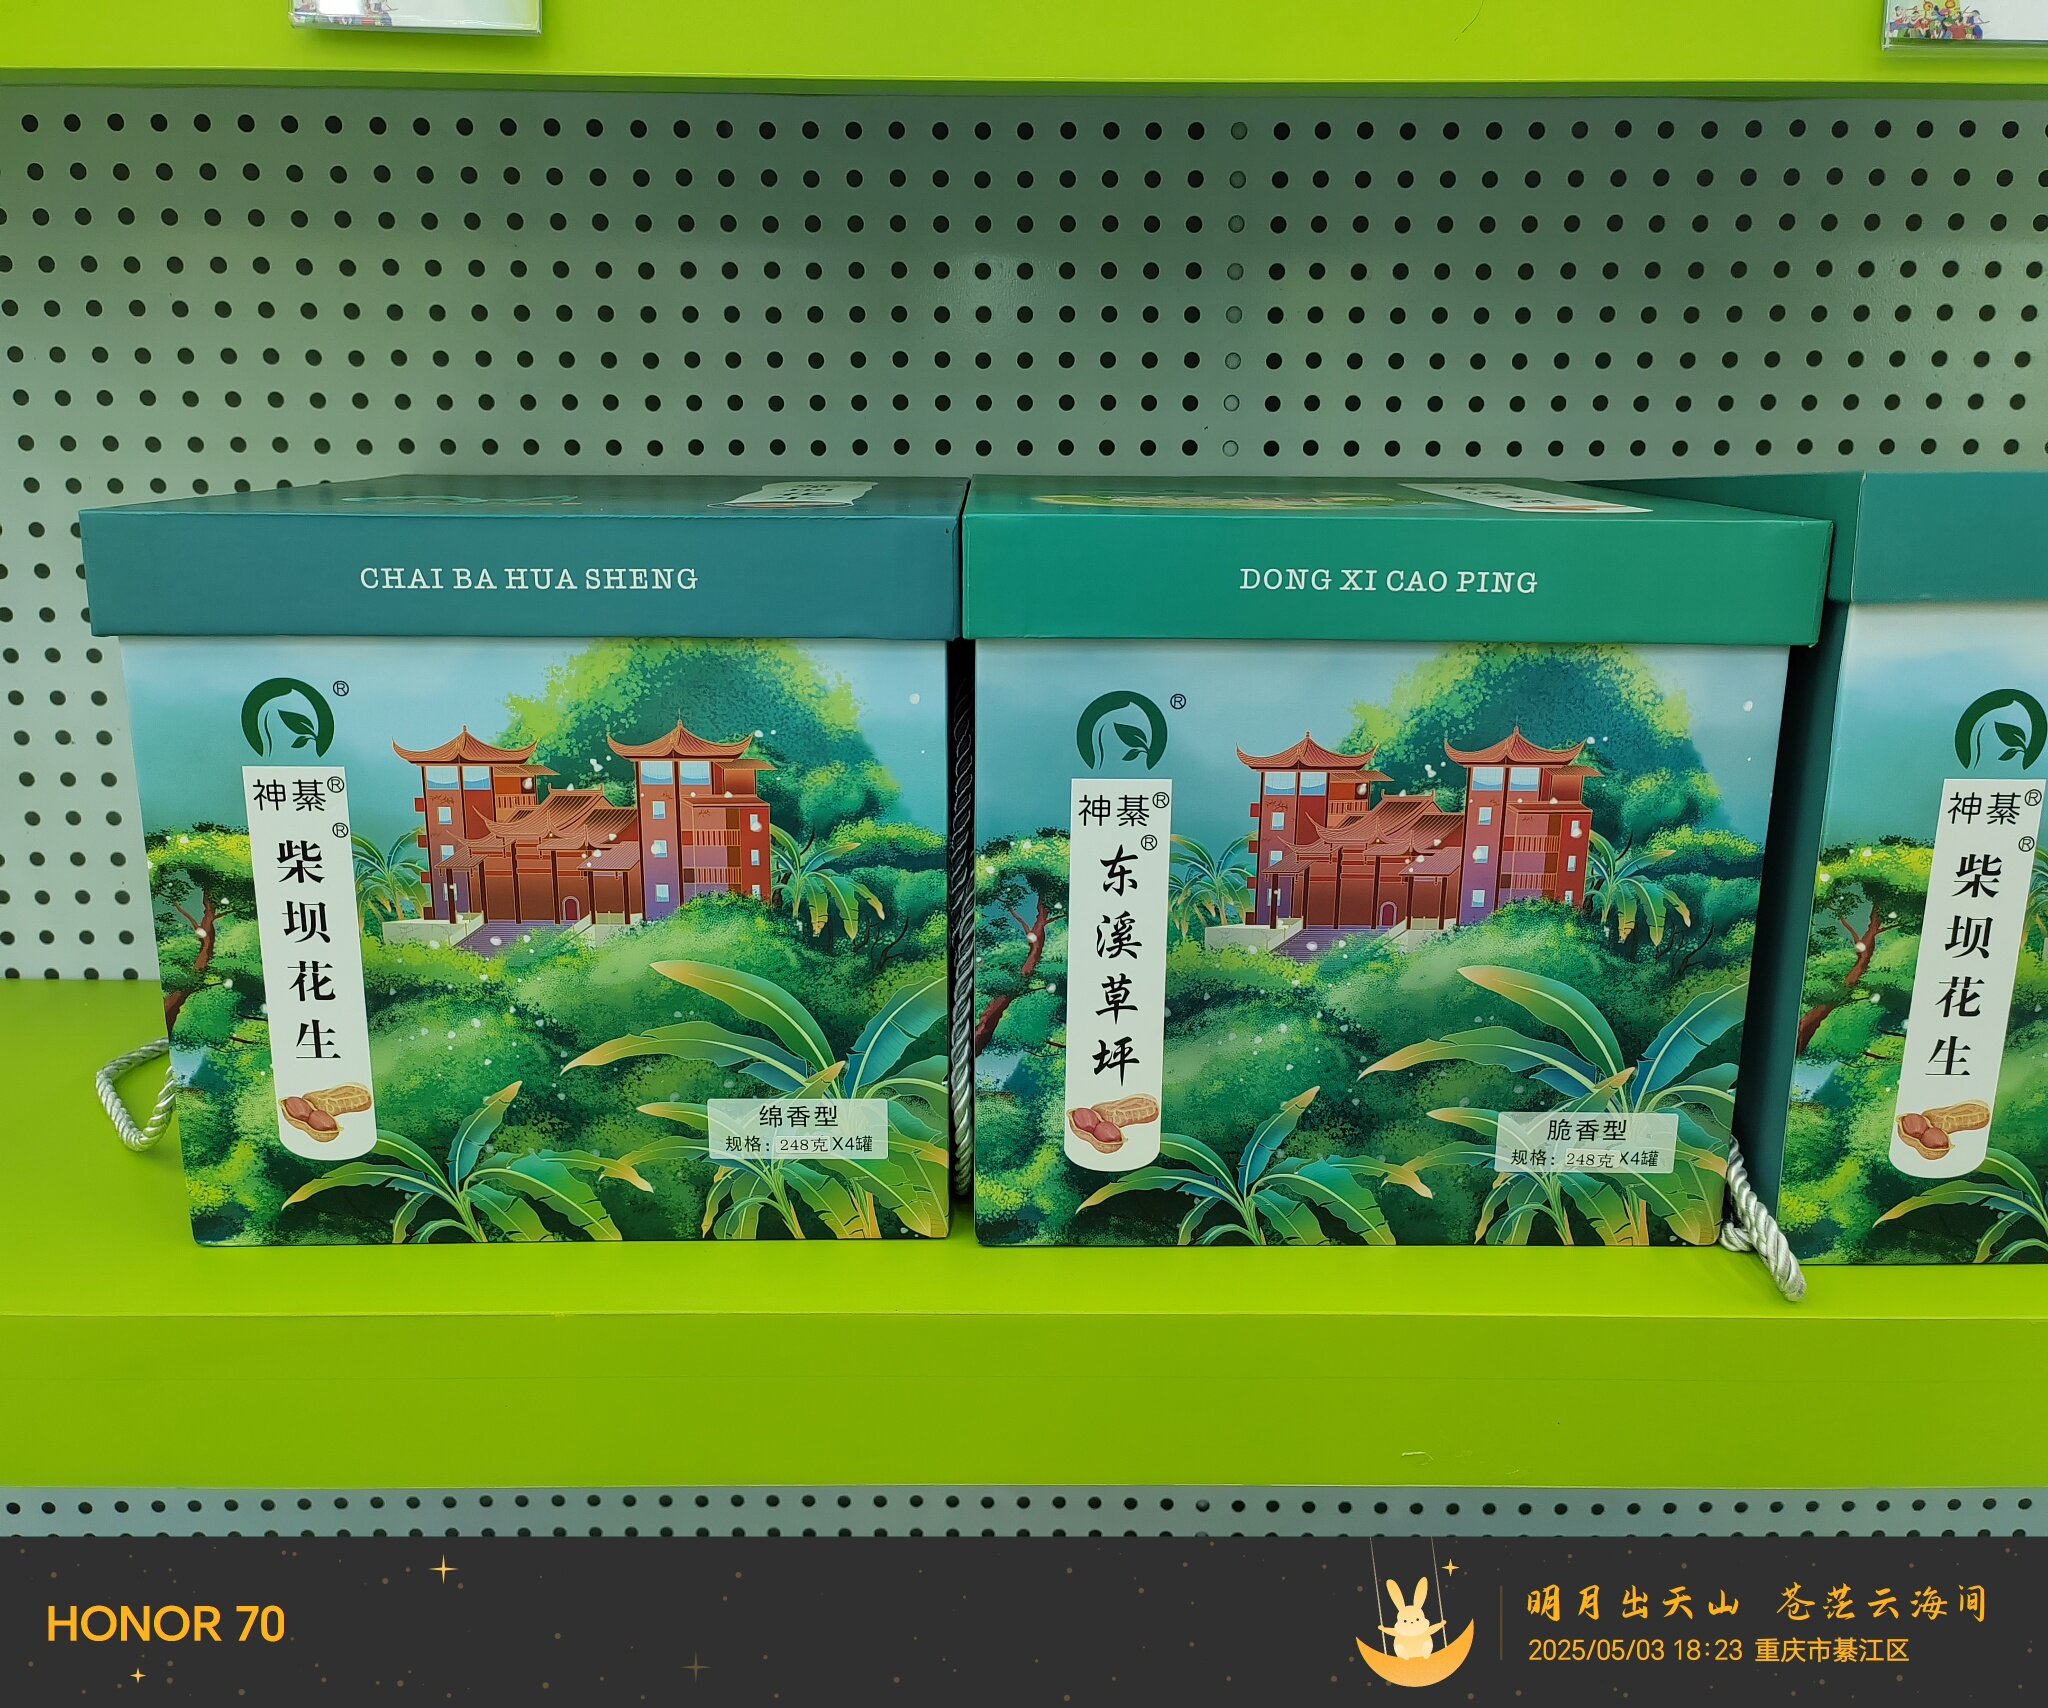 CHAI BA HUA SHENG
®
神綦®
®
柴坝花生
绵香型
规格：248克X4罐
DONG XI CAO PING
®
神綦®
®
东溪草坪
脆香型
规格：248克X4罐
神綦®
®
柴坝花生
HONOR 70
明月出天山 苍茫云海间
2025/05/03 18:23 重庆市綦江区